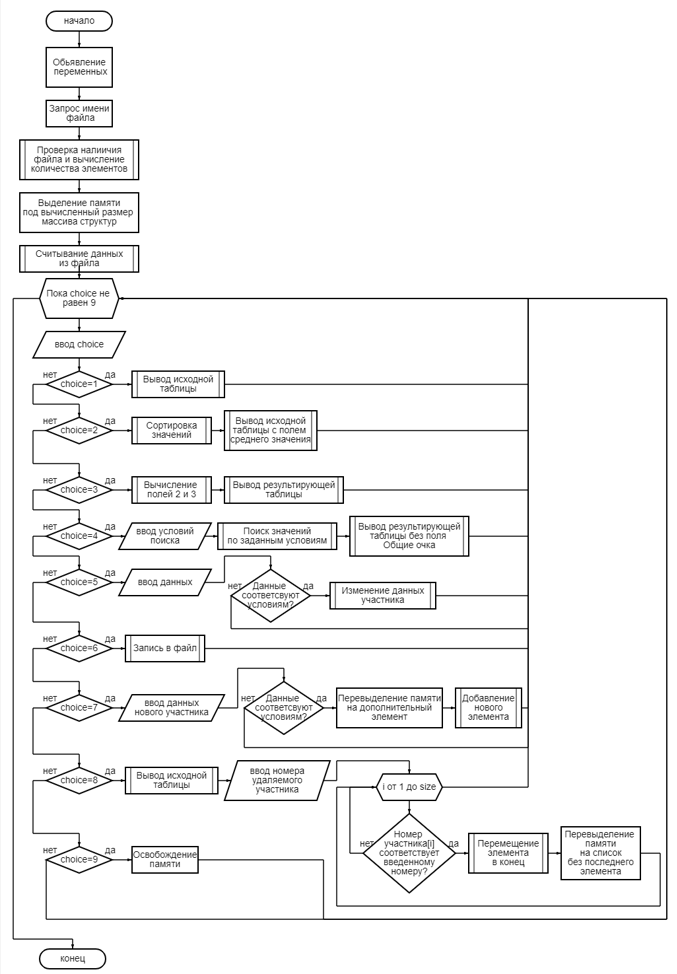 начало
Обьявление
переменных
Запрос имени
файла
Проверка налиичия
файла и вычисление
количества элементов
Выделение памяти
под вычисленный размер
массива структур
Считывание данных
из файла
Пока choice не
равен 9
ввод choice
нет
choice=1
да
Вывод исходной
таблицы
нет
choice=2
да
Сортировка
значений
Вывод исходной
таблицы с полем
среднего значения
нет
choice=3
да
Вычисление
полей 2 и 3
Вывод результирующей
таблицы
нет
choice=4
да
ввод условий
поиска
Поиск значений
по заданным условиям
Вывод результирующей
таблицы без поля
Общие очка
нет
choice=5
да
ввод данных
нет
Данные
соответсвуют
условиям?
да
Изменение данных
участника
нет
choice=6
да
Запись в файл
нет
choice=7
да
ввод данных
нового участника
нет
Данные
соответсвуют
условиям?
да
Перевыделение памяти
на дополнительный
элемент
Добавление
нового
элемента
нет
choice=8
да
Вывод исходной
таблицы
ввод номера
удаляемого
участника
i от 1 до size
нет
Номер
участника[i]
соответствует
введенному
номеру?
да
Перемещение
элемента
в конец
Перевыделение
памяти
на список
без последнего
элемента
нет
choice=9
да
Освобождение
памяти
конец